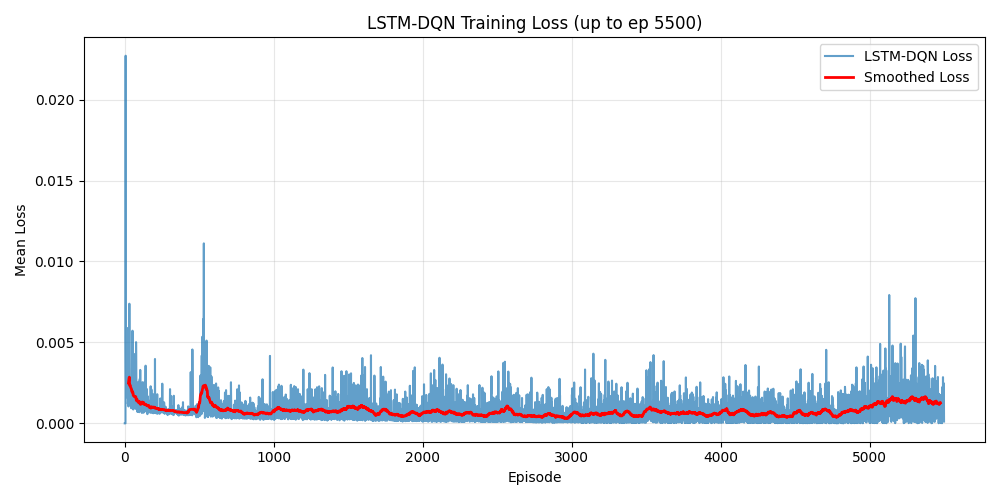 LSTM-DQN Training Loss (up to ep 5500)
LSTM-DQN Loss
Smoothed Loss
Mean Loss
0.020
0.015
0.010
0.005
0.000
0 1000 2000 3000 4000 5000
Episode